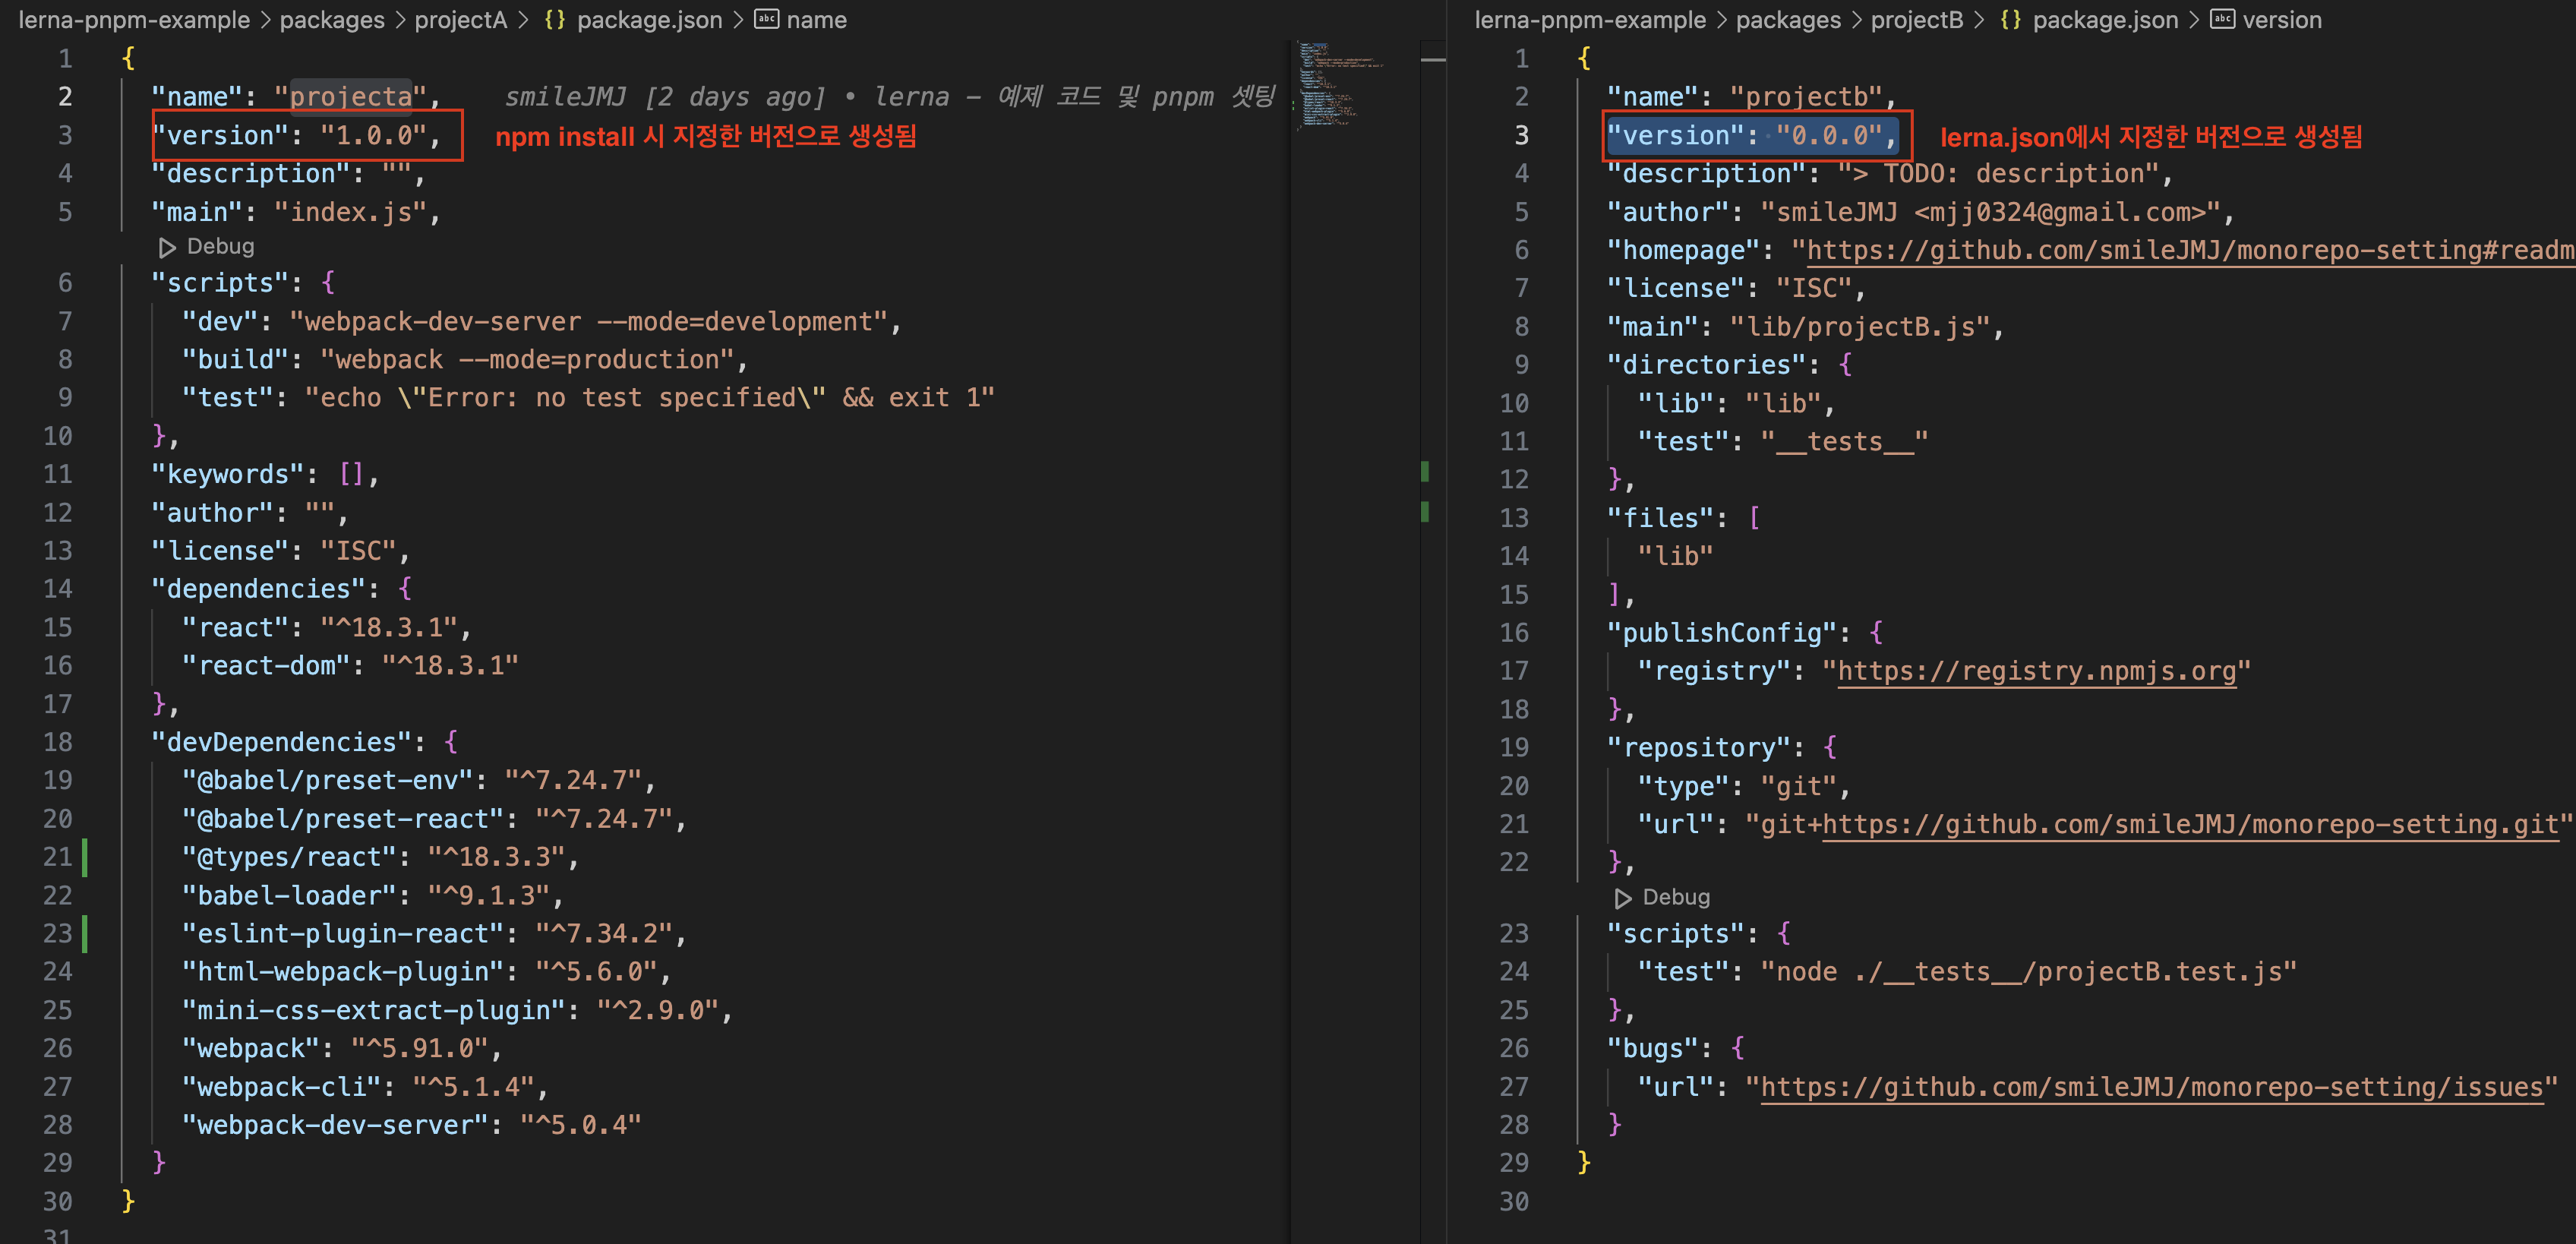 lerna-pnpm-example > packages > projectA > {} package.json > abc name
1 {
2 "name": "projecta", smileJMJ [2 days ago] • lerna – 예제 코드 및 pnpm 셋팅
3 "version": "1.0.0", npm install 시 지정한 버전으로 생성됨
4 "description": "",
5 "main": "index.js",
Debug
6 "scripts": {
7 "dev": "webpack-dev-server --mode=development",
8 "build": "webpack --mode=production",
9 "test": "echo \"Error: no test specified\" && exit 1"
10 },
11 "keywords": [],
12 "author": "",
13 "license": "ISC",
14 "dependencies": {
15 "react": "^18.3.1",
16 "react-dom": "^18.3.1"
17 },
18 "devDependencies": {
19 "@babel/preset-env": "^7.24.7",
20 "@babel/preset-react": "^7.24.7",
21 "@types/react": "^18.3.3",
22 "babel-loader": "^9.1.3",
23 "eslint-plugin-react": "^7.34.2",
24 "html-webpack-plugin": "^5.6.0",
25 "mini-css-extract-plugin": "^2.9.0",
26 "webpack": "^5.91.0",
27 "webpack-cli": "^5.1.4",
28 "webpack-dev-server": "^5.0.4"
29 }
30 }
31
lerna-pnpm-example > packages > projectB > {} package.json > abc version
1 {
2 "name": "projectb",
3 "version": "0.0.0", lerna.json에서 지정한 버전으로 생성됨
4 "description": "> TODO: description",
5 "author": "smileJMJ <mjj0324@gmail.com>",
6 "homepage": "https://github.com/smileJMJ/monorepo-setting#readm
7 "license": "ISC",
8 "main": "lib/projectB.js",
9 "directories": {
10 "lib": "lib",
11 "test": "__tests__"
12 },
13 "files": [
14 "lib"
15 ],
16 "publishConfig": {
17 "registry": "https://registry.npmjs.org"
18 },
19 "repository": {
20 "type": "git",
21 "url": "git+https://github.com/smileJMJ/monorepo-setting.git"
22 },
Debug
23 "scripts": {
24 "test": "node ./__tests__/projectB.test.js"
25 },
26 "bugs": {
27 "url": "https://github.com/smileJMJ/monorepo-setting/issues"
28 }
29 }
30